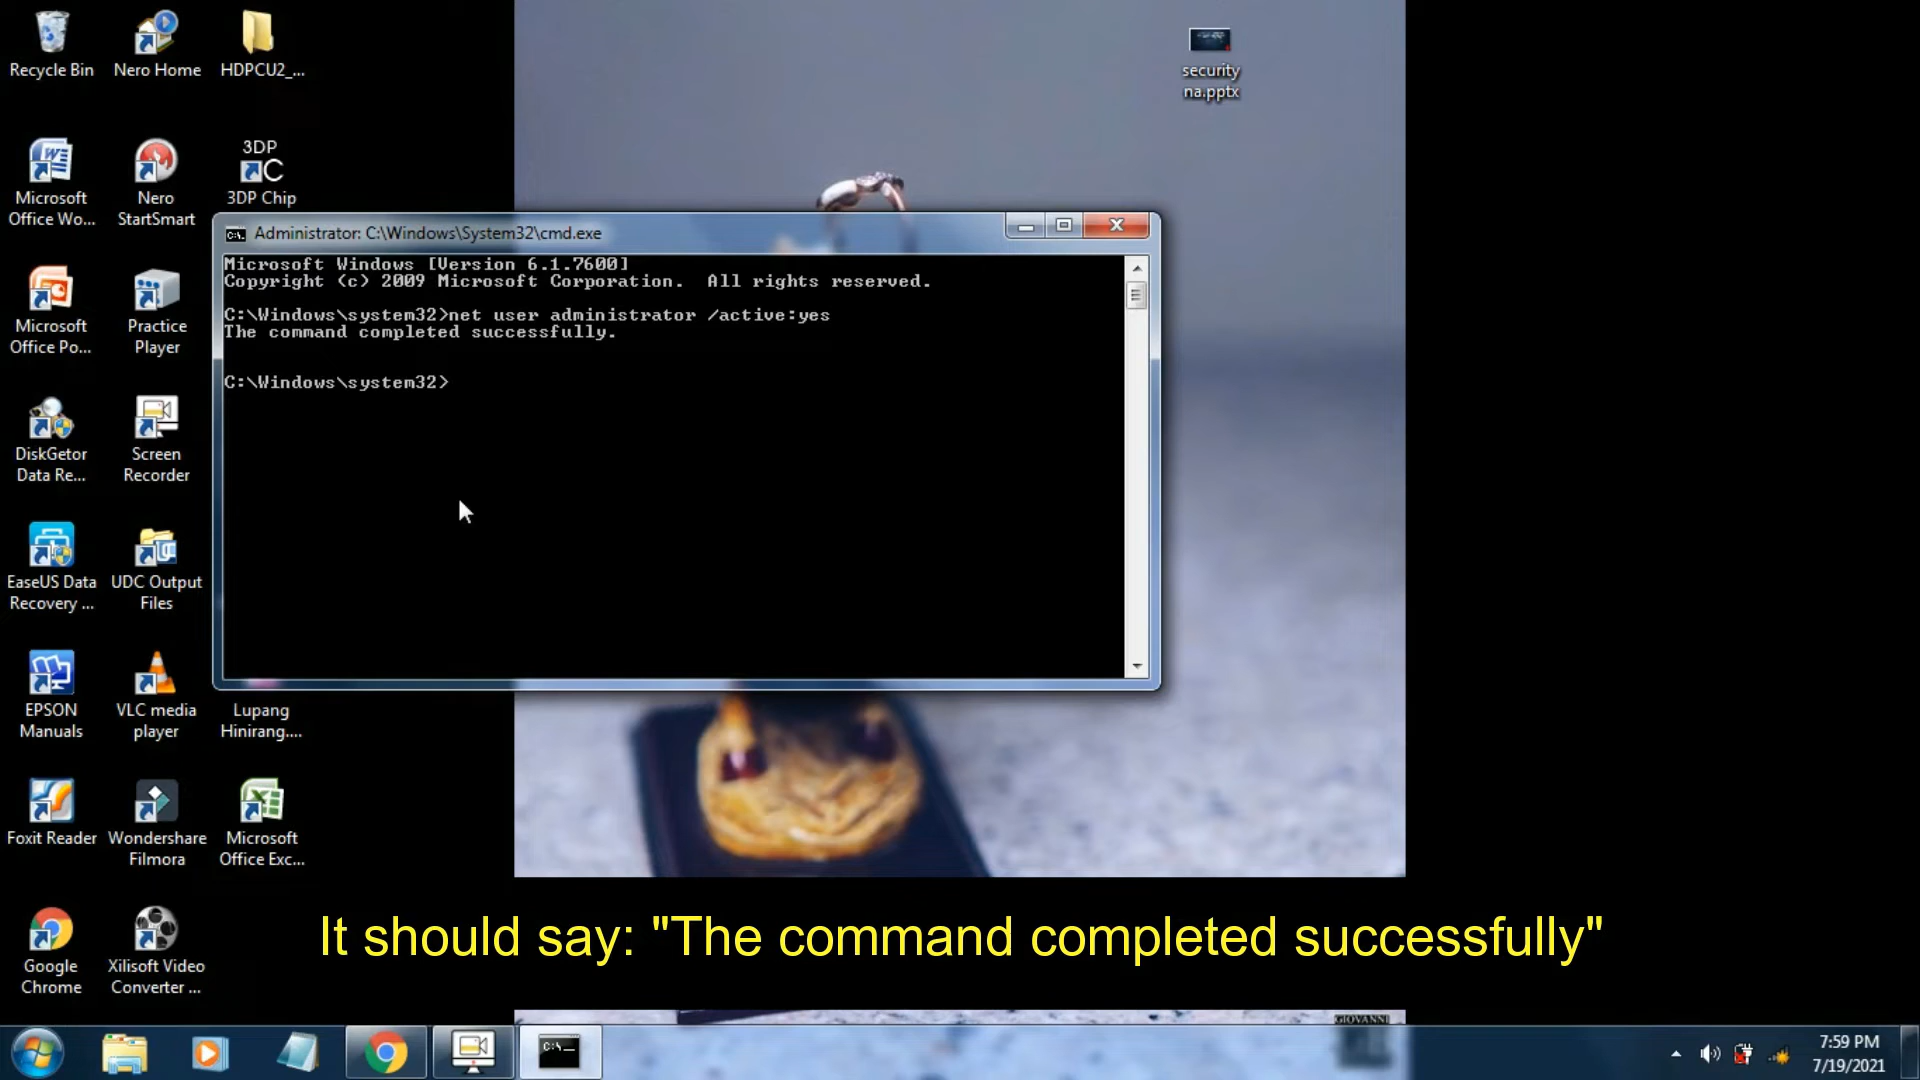 Recycle Bin
Nero Home
HDPCU2_...
security
na.pptx
Microsoft
Office Wo...
Nero
StartSmart
3DP
C
3DP Chip
Administrator: C:\Windows\System32\cmd.exe
C:\.
Microsoft Windows [Version 6.1.7600]
Copyright (c) 2009 Microsoft Corporation.  All rights reserved.
C:\Windows\system32>net user administrator /active:yes
The command completed successfully.
C:\Windows\system32>
Microsoft
Office Po...
Practice
Player
DiskGetor
Data Re...
Screen
Recorder
EaseUS Data
Recovery ...
UDC Output
Files
EPSON
Manuals
VLC media
player
Lupang
Hinirang....
Foxit Reader
Wondershare
Filmora
Microsoft
Office Exc...
Google
Chrome
Xilisoft Video
Converter ...
It should say: "The command completed successfully"
GIOVANNI
C:\_
7:59 PM
7/19/2021